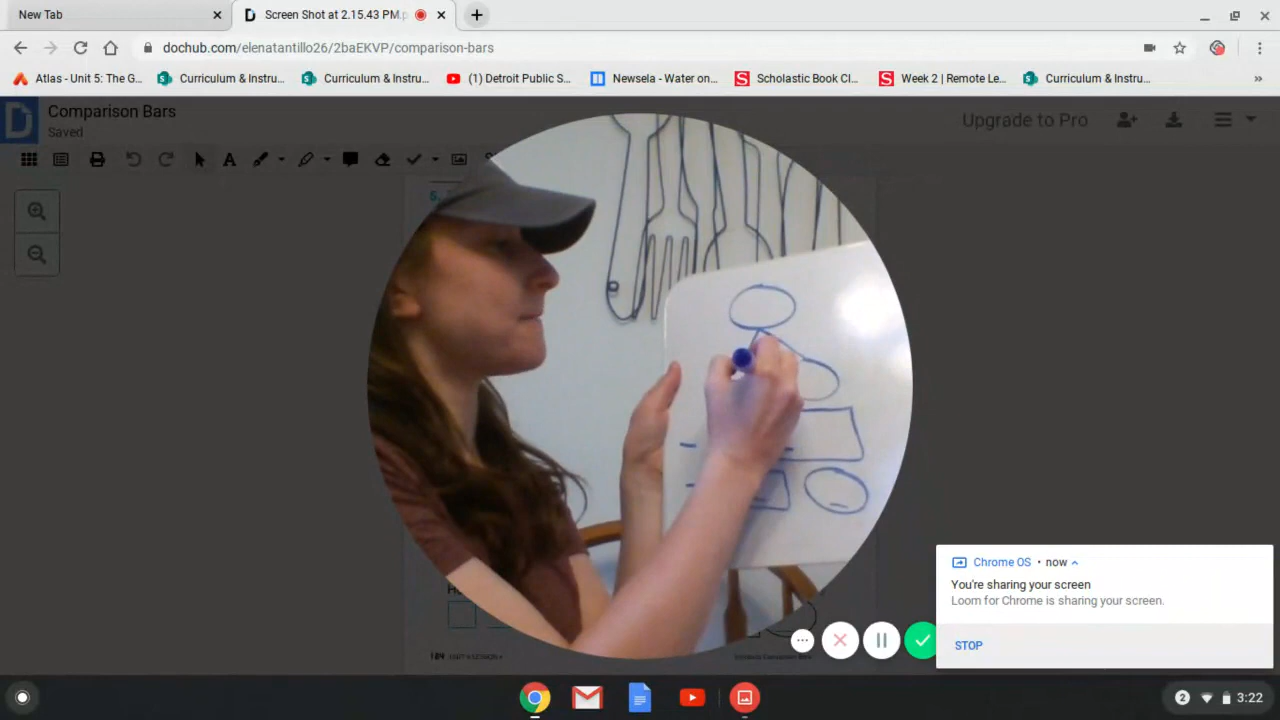 New Tab
Screen Shot at 2.15.43 PM.p
dochub.com/elenatantillo26/2baEKVP/comparison-bars
Atlas - Unit 5: The G...
Curriculum & Instru...
Curriculum & Instru...
(1) Detroit Public S...
Newsela - Water on...
Scholastic Book Cl...
Week 2 | Remote Le...
Curriculum & Instru...
»
Comparison Bars
Saved
Upgrade to Pro
A
Chrome OS • now
You're sharing your screen
Loom for Chrome is sharing your screen.
STOP
184 UNIT
2
3:22